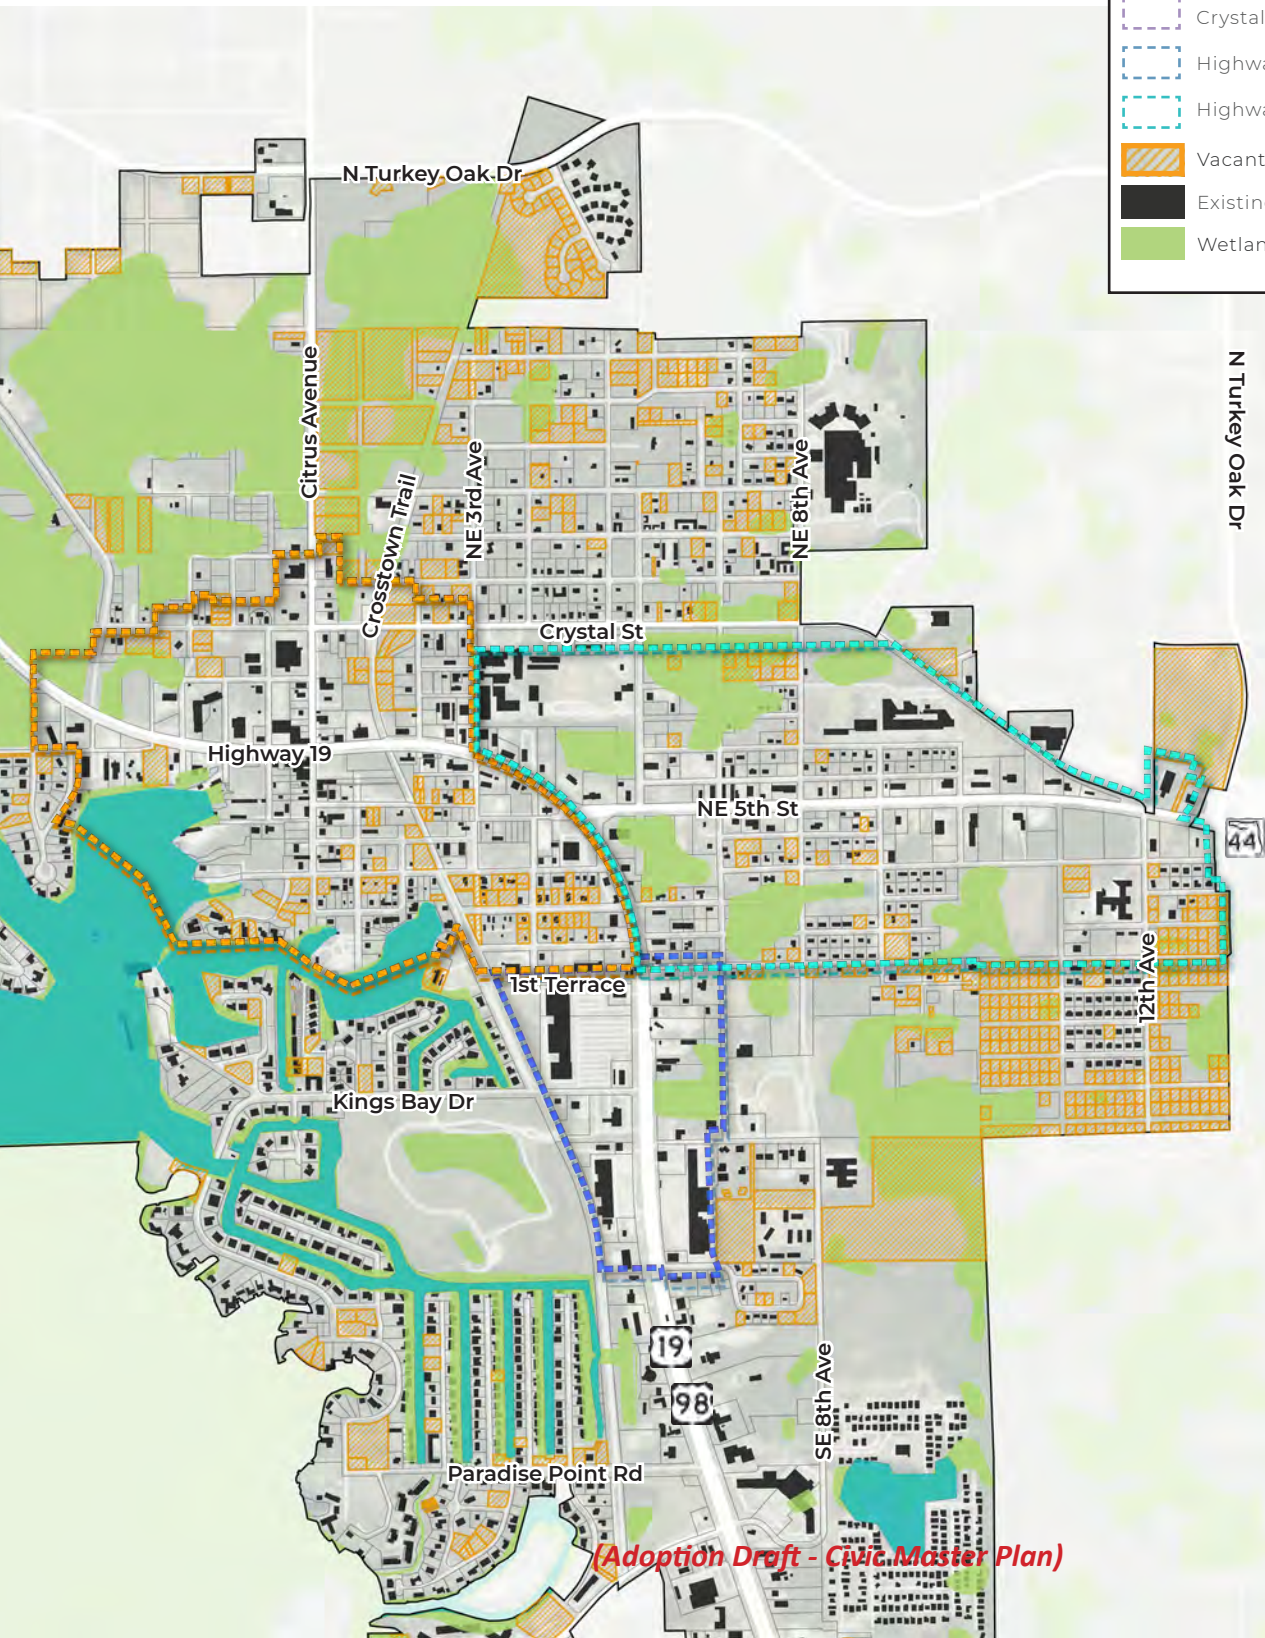 Crystal
Highwa
Highwa
Vacant
Existin
Wetlan
N Turkey Oak Dr
N Turkey Oak Dr
Citrus Avenue
Crosstown Trail
NE 3rd Ave
NE 8th Ave
Crystal St
Highway 19
NE 5th St
44
12th Ave
1st Terrace
Kings Bay Dr
19
98
SE 8th Ave
Paradise Point Rd
(Adoption Draft - Civic Master Plan)